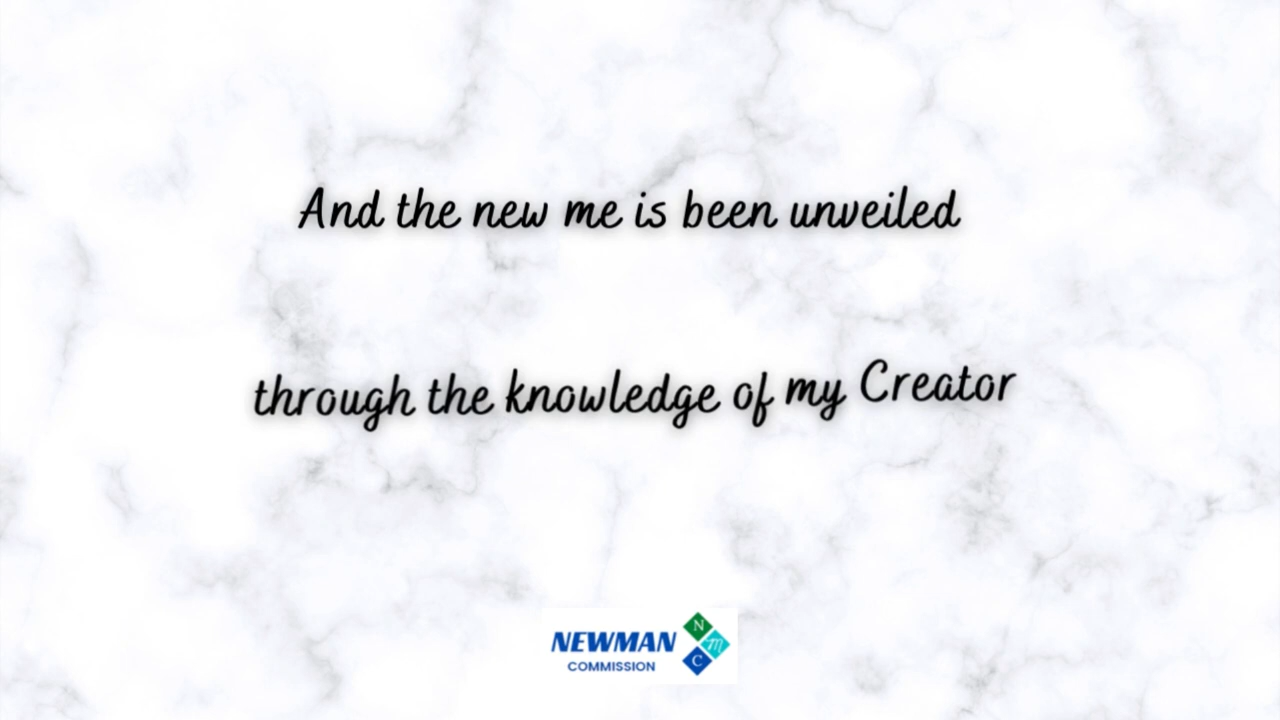 And the new me is been unveiled
through the knowledge of my Creator
NEWMAN
COMMISSION
N
m
C